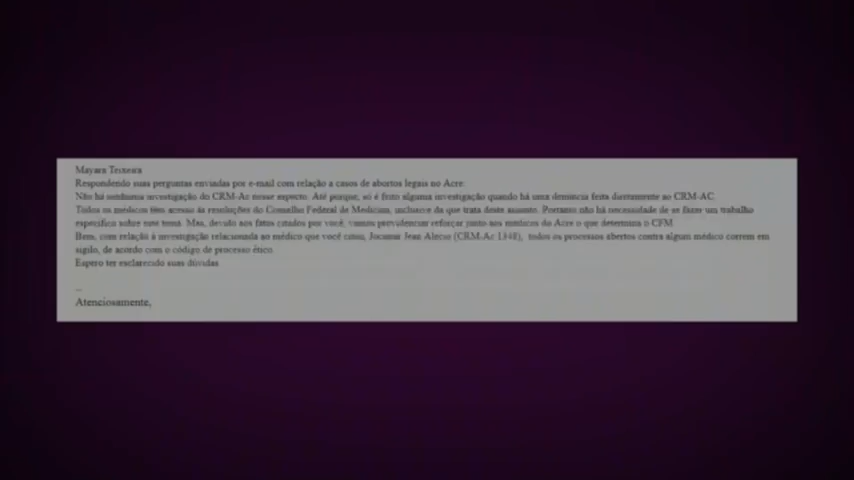 Mayara Teixeira
Respondendo suas perguntas enviadas por e-mail com relação a casos de abortos legais no Acre:
Não há nenhuma investigação do CRM-Ac nesse aspecto. Até porque, só é feito alguma investigação quando há uma denúncia feita diretamente ao CRM-AC.
Todos os médicos têm acesso às resoluções do Conselho Federal de Medicina, inclusive da que trata deste assunto. Portanto não há necessidade de se fazer um trabalho
específico sobre este tema. Mas, devido aos fatos citados por você, vamos providenciar reforçar junto aos médicos do Acre o que determina o CFM.
Bem, com relação à investigação relacionada ao médico que você citou, Jocumar Jean Alecio (CRM-Ac 1348), todos os processos abertos contra algum médico correm em
sigilo, de acordo com o código de processo ético.
Espero ter esclarecido suas dúvidas
--
Atenciosamente,